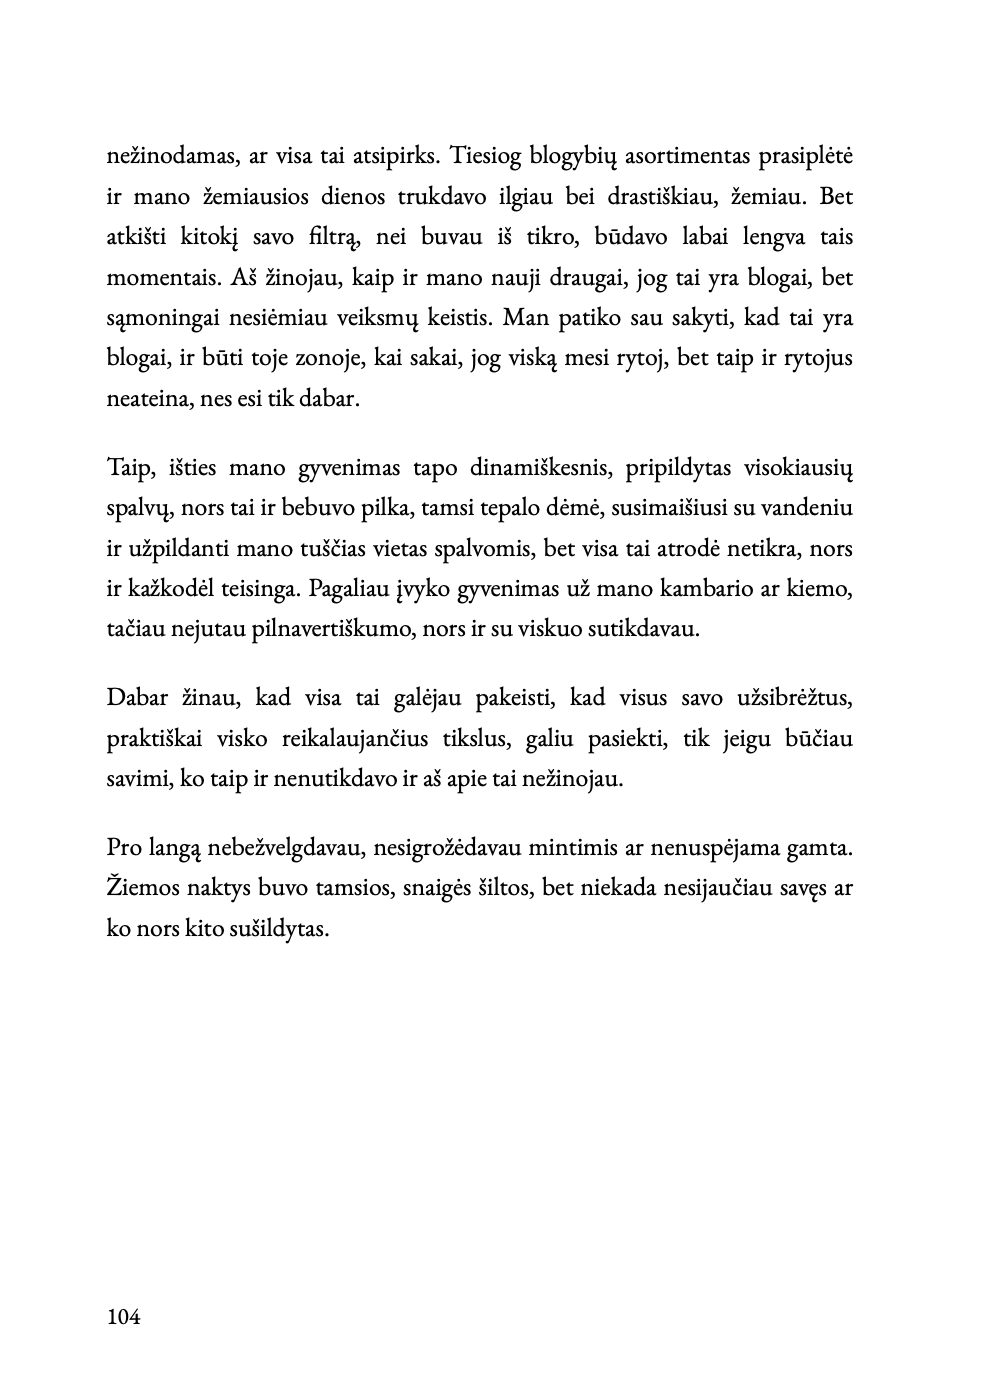 nežinodamas, ar visa tai atsipirks. Tiesiog blogybių asortimentas prasiplėtė
ir mano žemiausios dienos trukdavo ilgiau bei drastiškiau, žemiau. Bet
atkišti kitokį savo filtrą, nei buvau iš tikro, būdavo labai lengva tais
momentais. Aš žinojau, kaip ir mano nauji draugai, jog tai yra blogai, bet
sąmoningai nesiėmiau veiksmų keistis. Man patiko sau sakyti, kad tai yra
blogai, ir būti toje zonoje, kai sakai, jog viską mesi rytoj, bet taip ir rytojus
neateina, nes esi tik dabar.
Taip, išties mano gyvenimas tapo dinamiškesnis, pripildytas visokiausių
spalvų, nors tai ir bebuvo pilka, tamsi tepalo dėmė, susimaišiusi su vandeniu
ir užpildanti mano tuščias vietas spalvomis, bet visa tai atrodė netikra, nors
ir kažkodėl teisinga. Pagaliau įvyko gyvenimas už mano kambario ar kiemo,
tačiau nejutau pilnavertiškumo, nors ir su viskuo sutikdavau.
Dabar žinau, kad visa tai galėjau pakeisti, kad visus savo užsibrėžtus,
praktiškai visko reikalaujančius tikslus, galiu pasiekti, tik jeigu būčiau
savimi, ko taip ir nenutikdavo ir aš apie tai nežinojau.
Pro langą nebežvelgdavau, nesigrožėdavau mintimis ar nenuspėjama gamta.
Žiemos naktys buvo tamsios, snaigės šiltos, bet niekada nesijaučiau savęs ar
ko nors kito sušildytas.
104